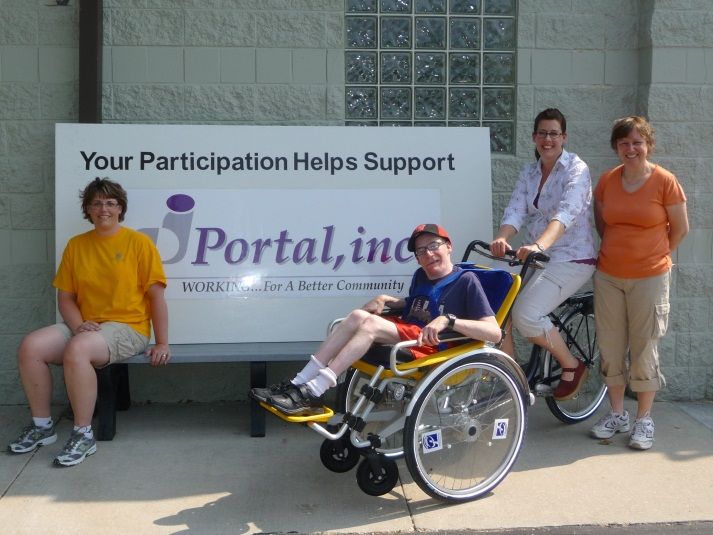 Your Participation Helps Support
Portal, inc.
WORKING...For A Better Community